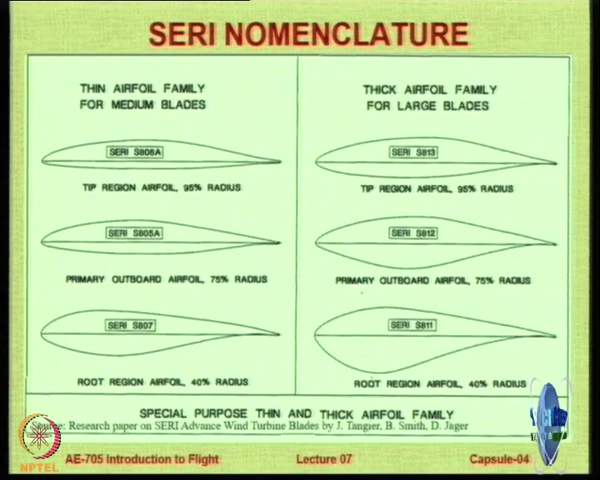 SERI NOMENCLATURE
THIN AIRFOIL FAMILY
FOR MEDIUM BLADES
SERI S806A
TIP REGION AIRFOIL, 95% RADIUS
SERI S805A
PRIMARY OUTBOARD AIRFOIL, 75% RADIUS
SERI S807
ROOT REGION AIRFOIL, 40% RADIUS
THICK AIRFOIL FAMILY
FOR LARGE BLADES
SERI S813
TIP REGION AIRFOIL, 95% RADIUS
SERI S812
PRIMARY OUTBOARD AIRFOIL, 75% RADIUS
SERI S811
ROOT REGION AIRFOIL, 40% RADIUS
SPECIAL PURPOSE THIN AND THICK AIRFOIL FAMILY
Source: Research paper on SERI Advance Wind Turbine Blades by J. Tangier, B. Smith, D. Jager
NPTEL
AE-705 Introduction to Flight
Lecture 07
Capsule-04